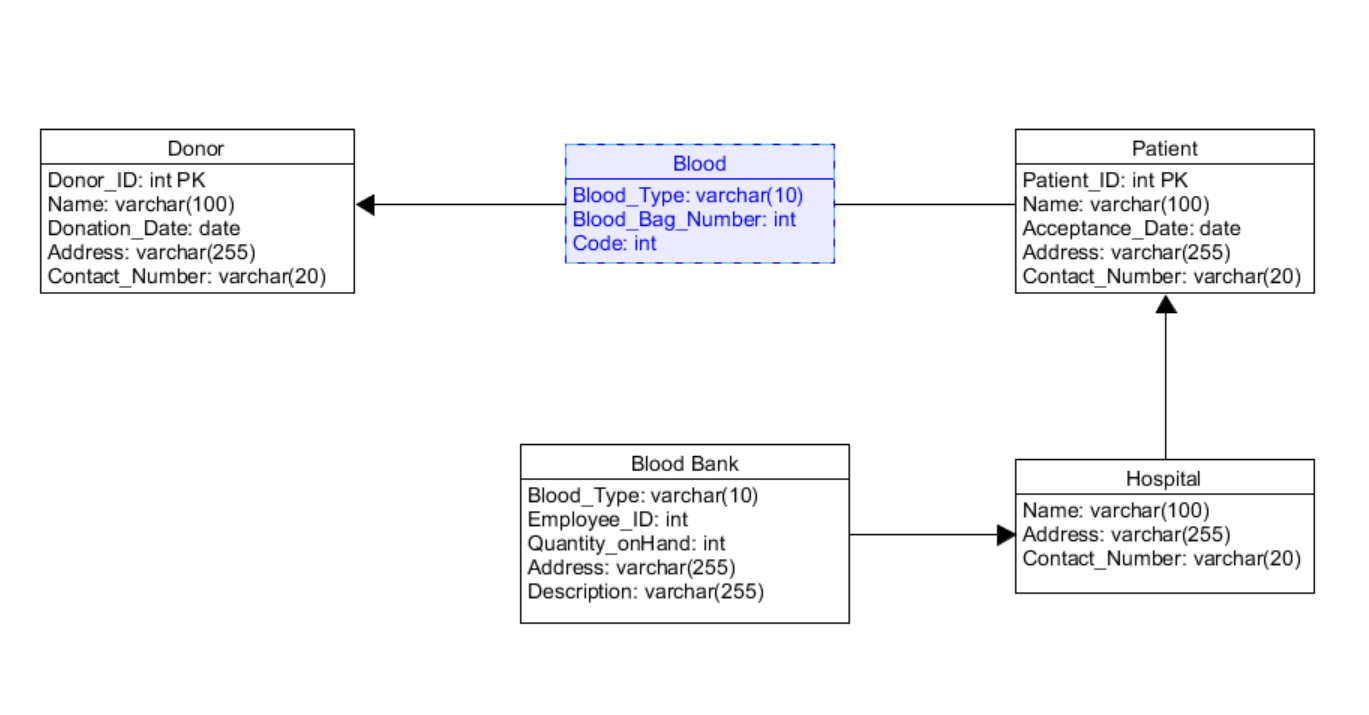 Donor
Donor_ID: int PK
Name: varchar(100)
Donation_Date: date
Address: varchar(255)
Contact_Number: varchar(20)
Blood
Blood_Type: varchar(10)
Blood_Bag_Number: int
Code: int
Patient
Patient_ID: int PK
Name: varchar(100)
Acceptance_Date: date
Address: varchar(255)
Contact_Number: varchar(20)
Blood Bank
Blood_Type: varchar(10)
Employee_ID: int
Quantity_onHand: int
Address: varchar(255)
Description: varchar(255)
Hospital
Name: varchar(100)
Address: varchar(255)
Contact_Number: varchar(20)